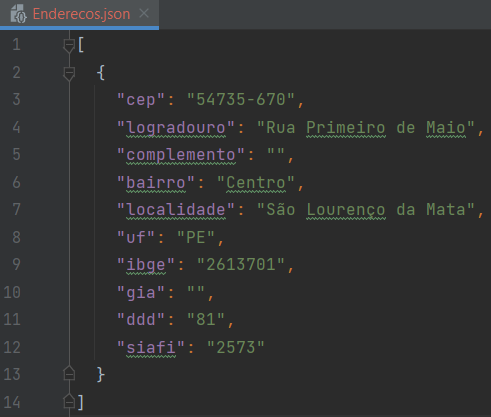 Enderecos.json
1 [
2 {
3 "cep": "54735-670",
4 "logradouro": "Rua Primeiro de Maio",
5 "complemento": "",
6 "bairro": "Centro",
7 "localidade": "São Lourenço da Mata",
8 "uf": "PE",
9 "ibge": "2613701",
10 "gia": "",
11 "ddd": "81",
12 "siafi": "2573"
13 }
14 ]